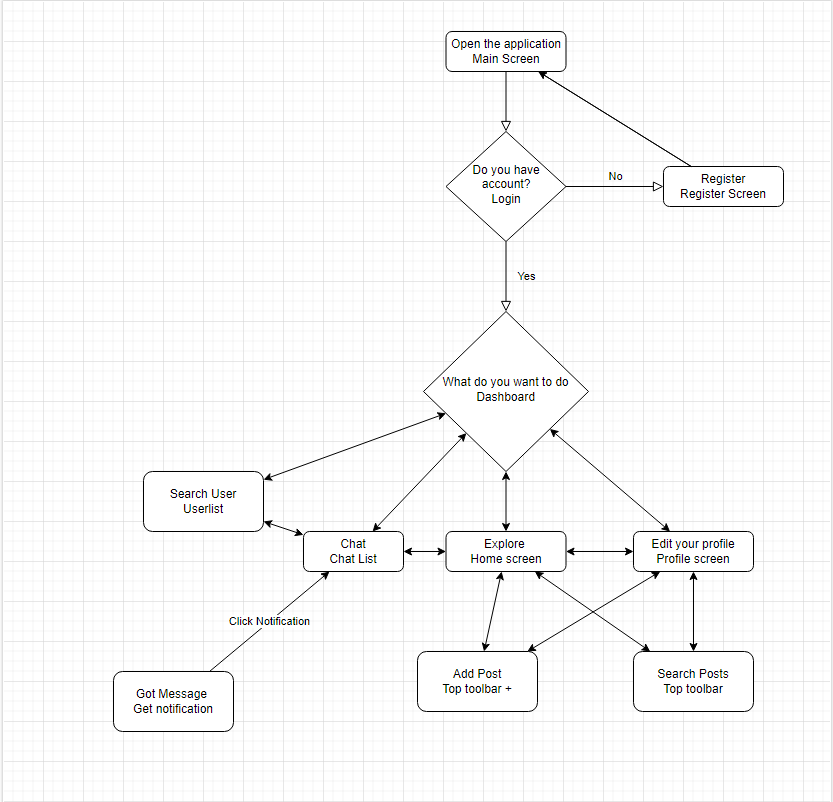 Open the application
Main Screen
Do you have
account?
Login
No
Register
Register Screen
Yes
What do you want to do
Dashboard
Search User
Userlist
Chat
Chat List
Explore
Home screen
Edit your profile
Profile screen
Click Notification
Add Post
Top toolbar +
Search Posts
Top toolbar
Got Message
Get notification